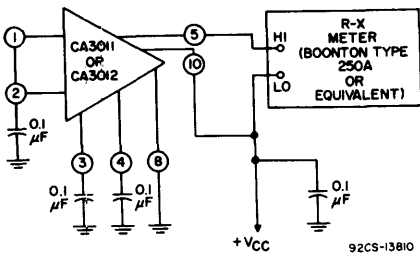 1
2
CA3011
OR
CA3012
5
10
HI
LO
R-X
METER
(BOONTON TYPE
250A
OR
EQUIVALENT)
0.1
µF
3
4
8
0.1
µF
0.1
µF
0.1
µF
+VCC
92CS-13810